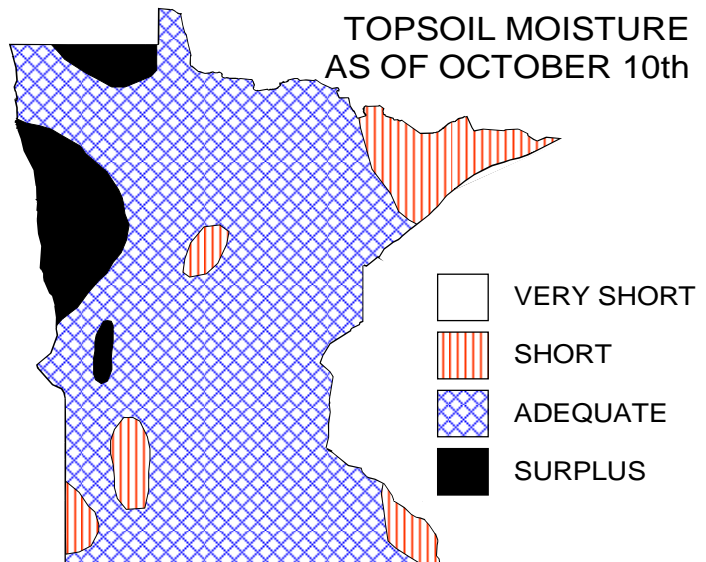 TOPSOIL MOISTURE
AS OF OCTOBER 10th
VERY SHORT
SHORT
ADEQUATE
SURPLUS